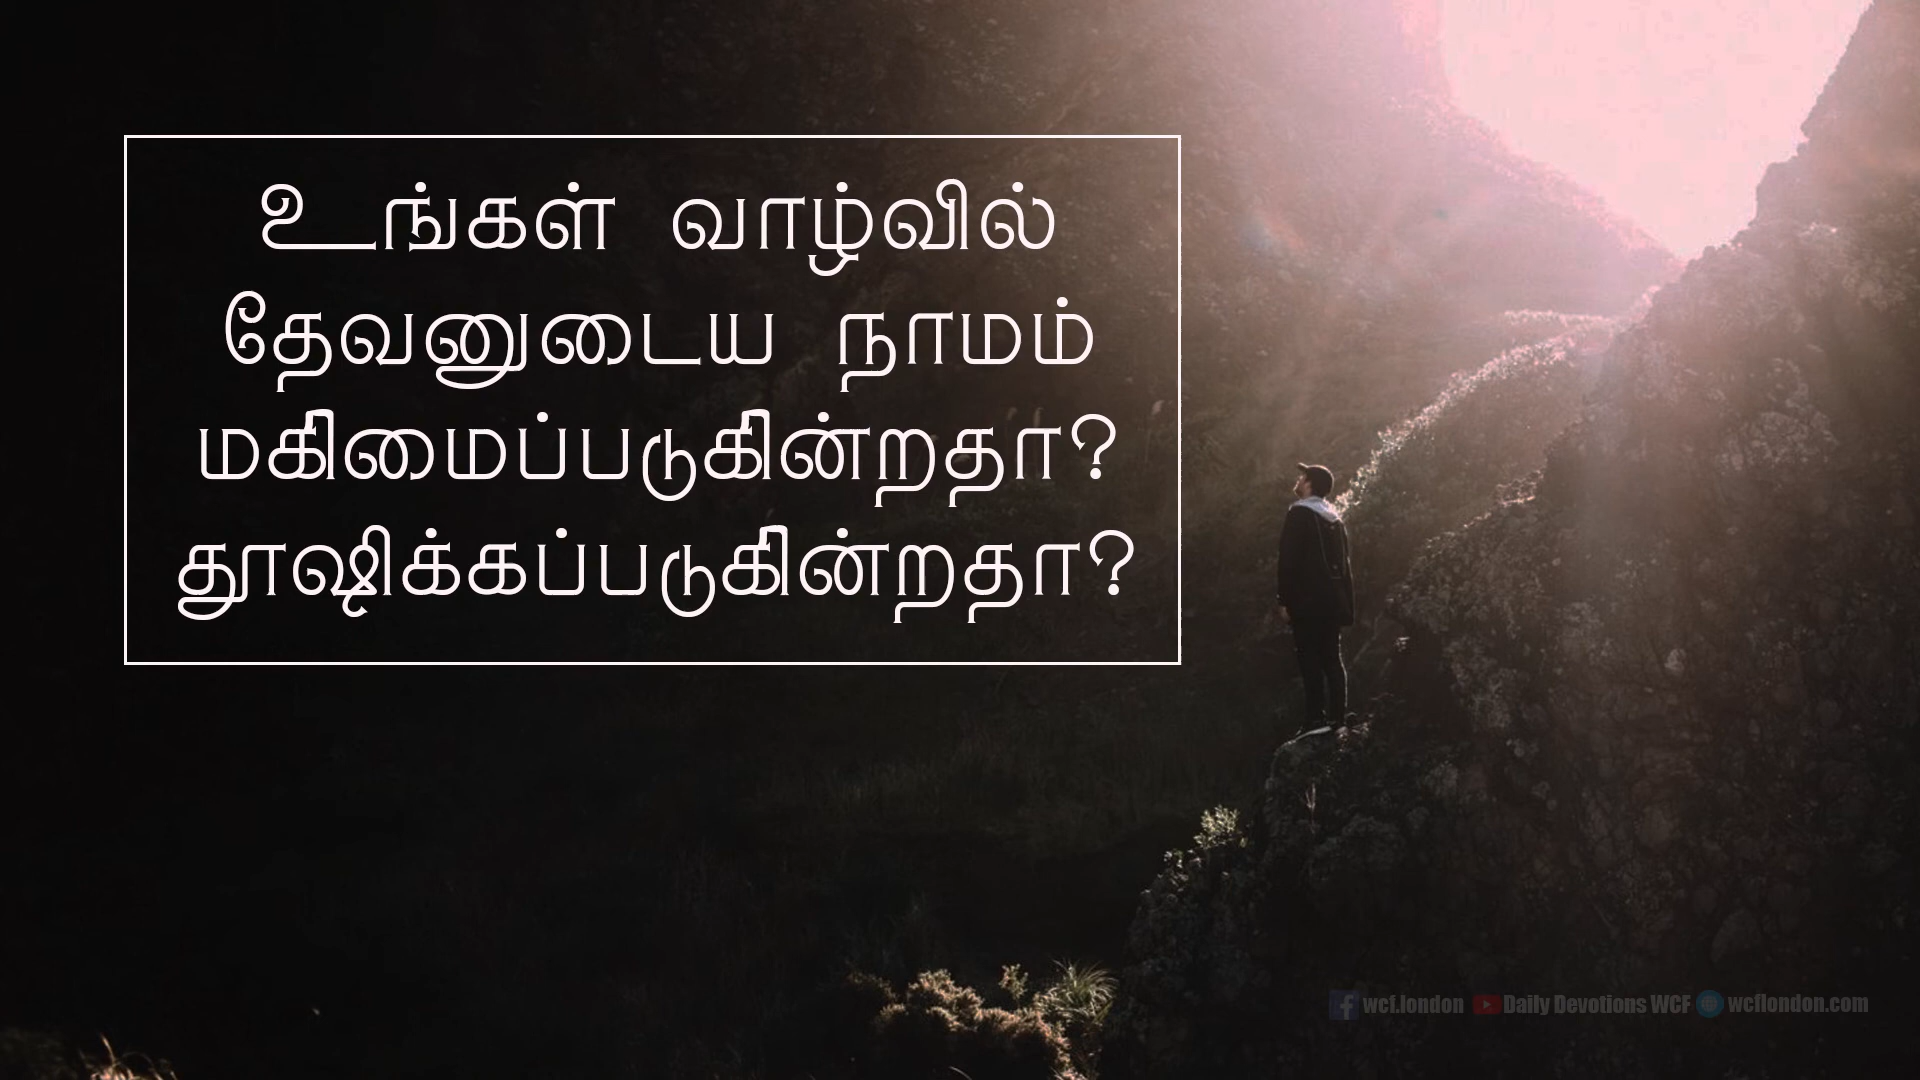 உங்கள் வாழ்வில்
தேவனுடைய நாமம்
மகிமைப்படுகின்றதா?
தூஷிக்கப்படுகின்றதா?
wcf.london Daily Devotions WCF wcflondon.com